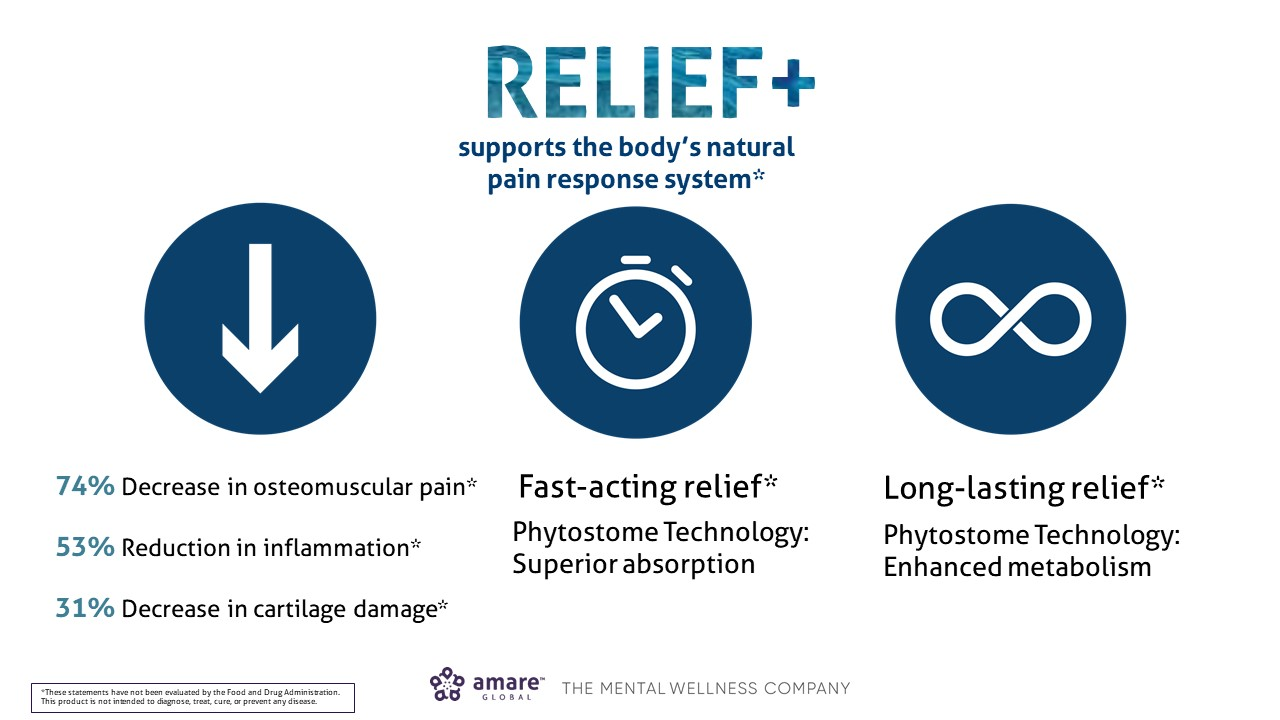 RELIEF+
supports the body's natural
pain response system*
74% Decrease in osteomuscular pain*
53% Reduction in inflammation*
31% Decrease in cartilage damage*
Fast-acting relief*
Phytostome Technology:
Superior absorption
Long-lasting relief*
Phytostome Technology:
Enhanced metabolism
*These statements have not been evaluated by the Food and Drug Administration.
This product is not intended to diagnose, treat, cure, or prevent any disease.
amare™
GLOBAL
THE MENTAL WELLNESS COMPANY